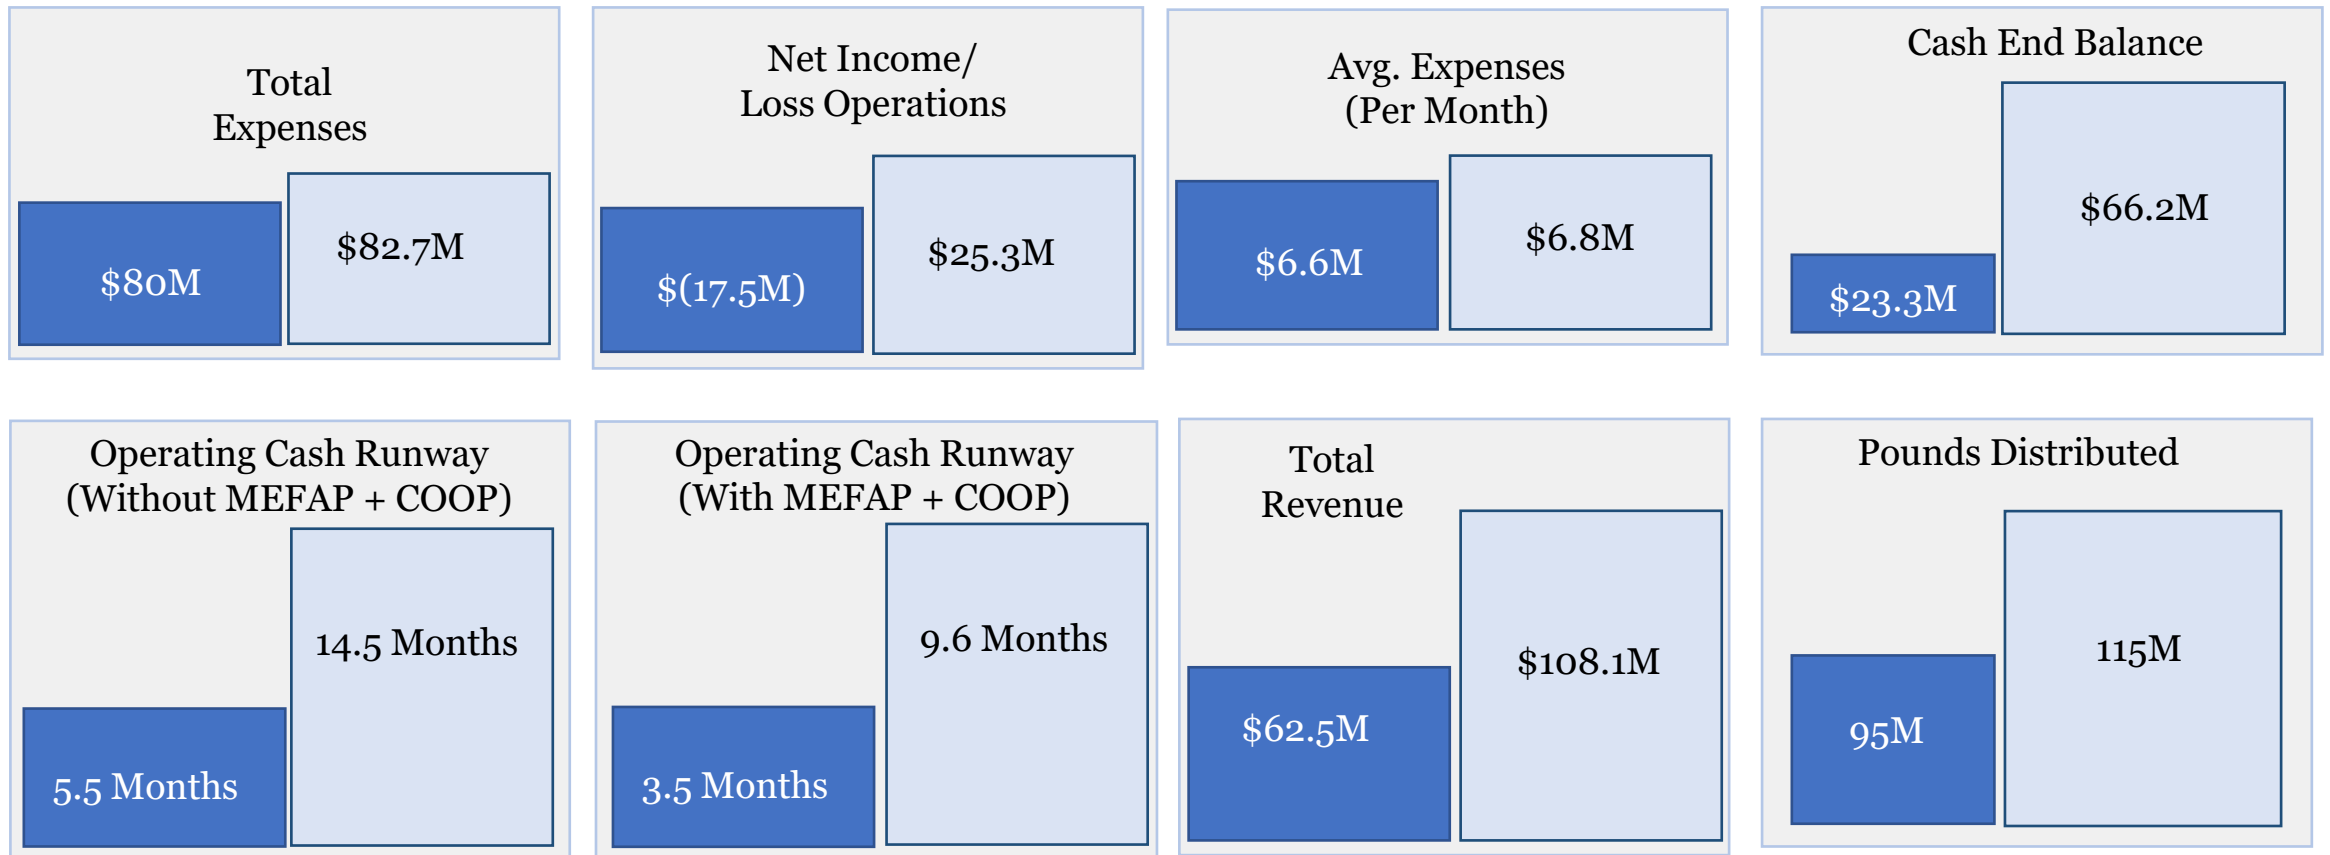 Total
Expenses
$80M
$82.7M
Net Income/
Loss Operations
$(17.5M)
$25.3M
Avg. Expenses
(Per Month)
$6.6M
$6.8M
Cash End Balance
$23.3M
$66.2M
Operating Cash Runway
(Without MEFAP + COOP)
5.5 Months
14.5 Months
Operating Cash Runway
(With MEFAP + COOP)
3.5 Months
9.6 Months
Total
Revenue
$62.5M
$108.1M
Pounds Distributed
95M
115M